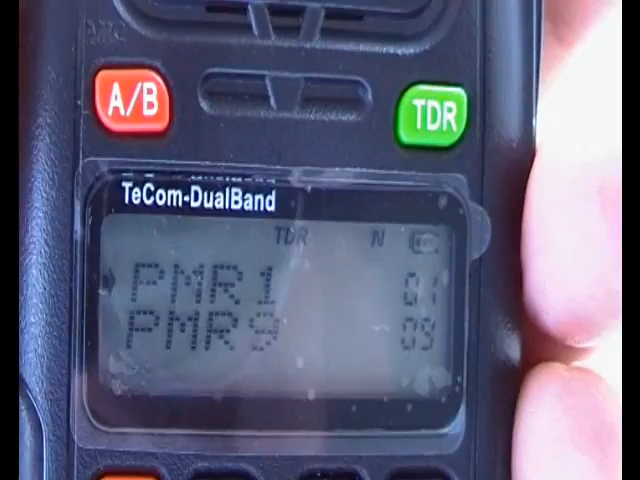 A/B
TDR
TeCom-DualBand
TDR N
PMR1 01
PMR9 09